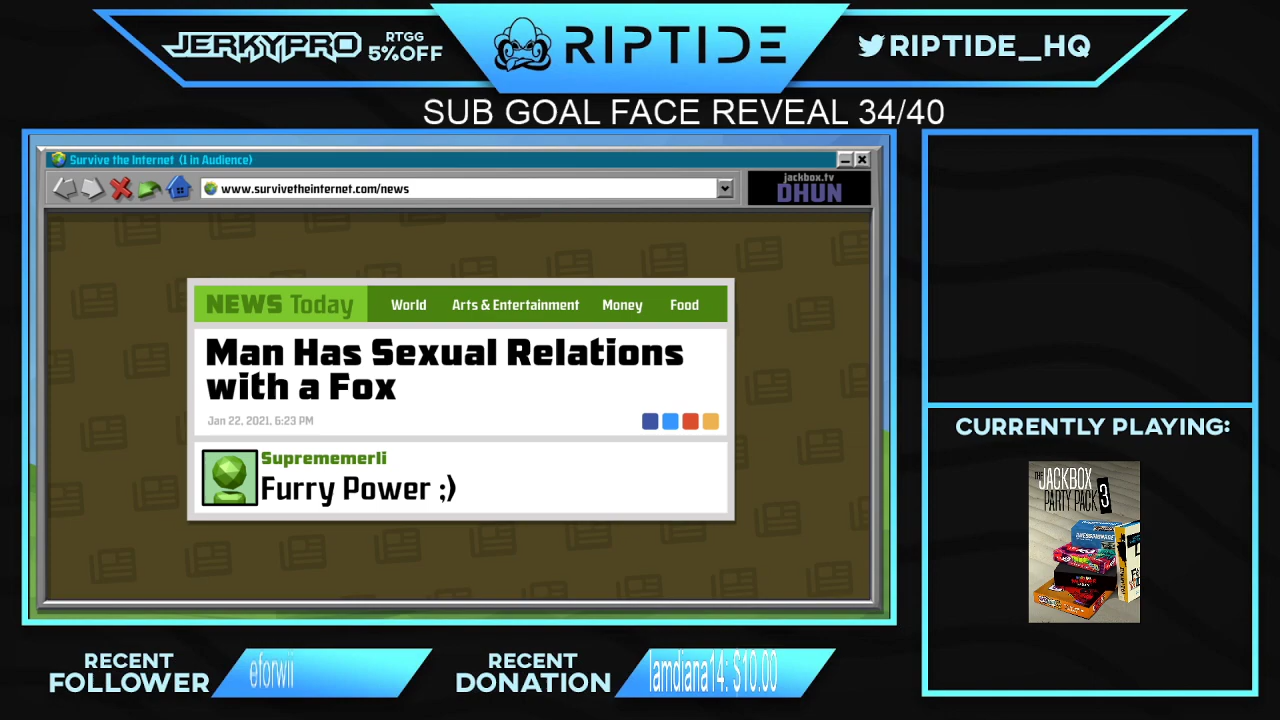 JERKYPRO
RTGG
5%OFF
RIPTIDE
RIPTIDE_HQ
SUB GOAL FACE REVEAL 34/40
Survive the Internet (1 in Audience)
www.survivetheinternet.com/news
jackbox.tv
DHUN
NEWS Today
World
Arts & Entertainment
Money
Food
Man Has Sexual Relations
with a Fox
Jan 22, 2021, 6:23 PM
Suprememerli
Furry Power ;)
CURRENTLY PLAYING:
THE
JACKBOX
PARTY PACK 3
RECENT
FOLLOWER
eforwii
RECENT
DONATION
lamdiana14: $10.00